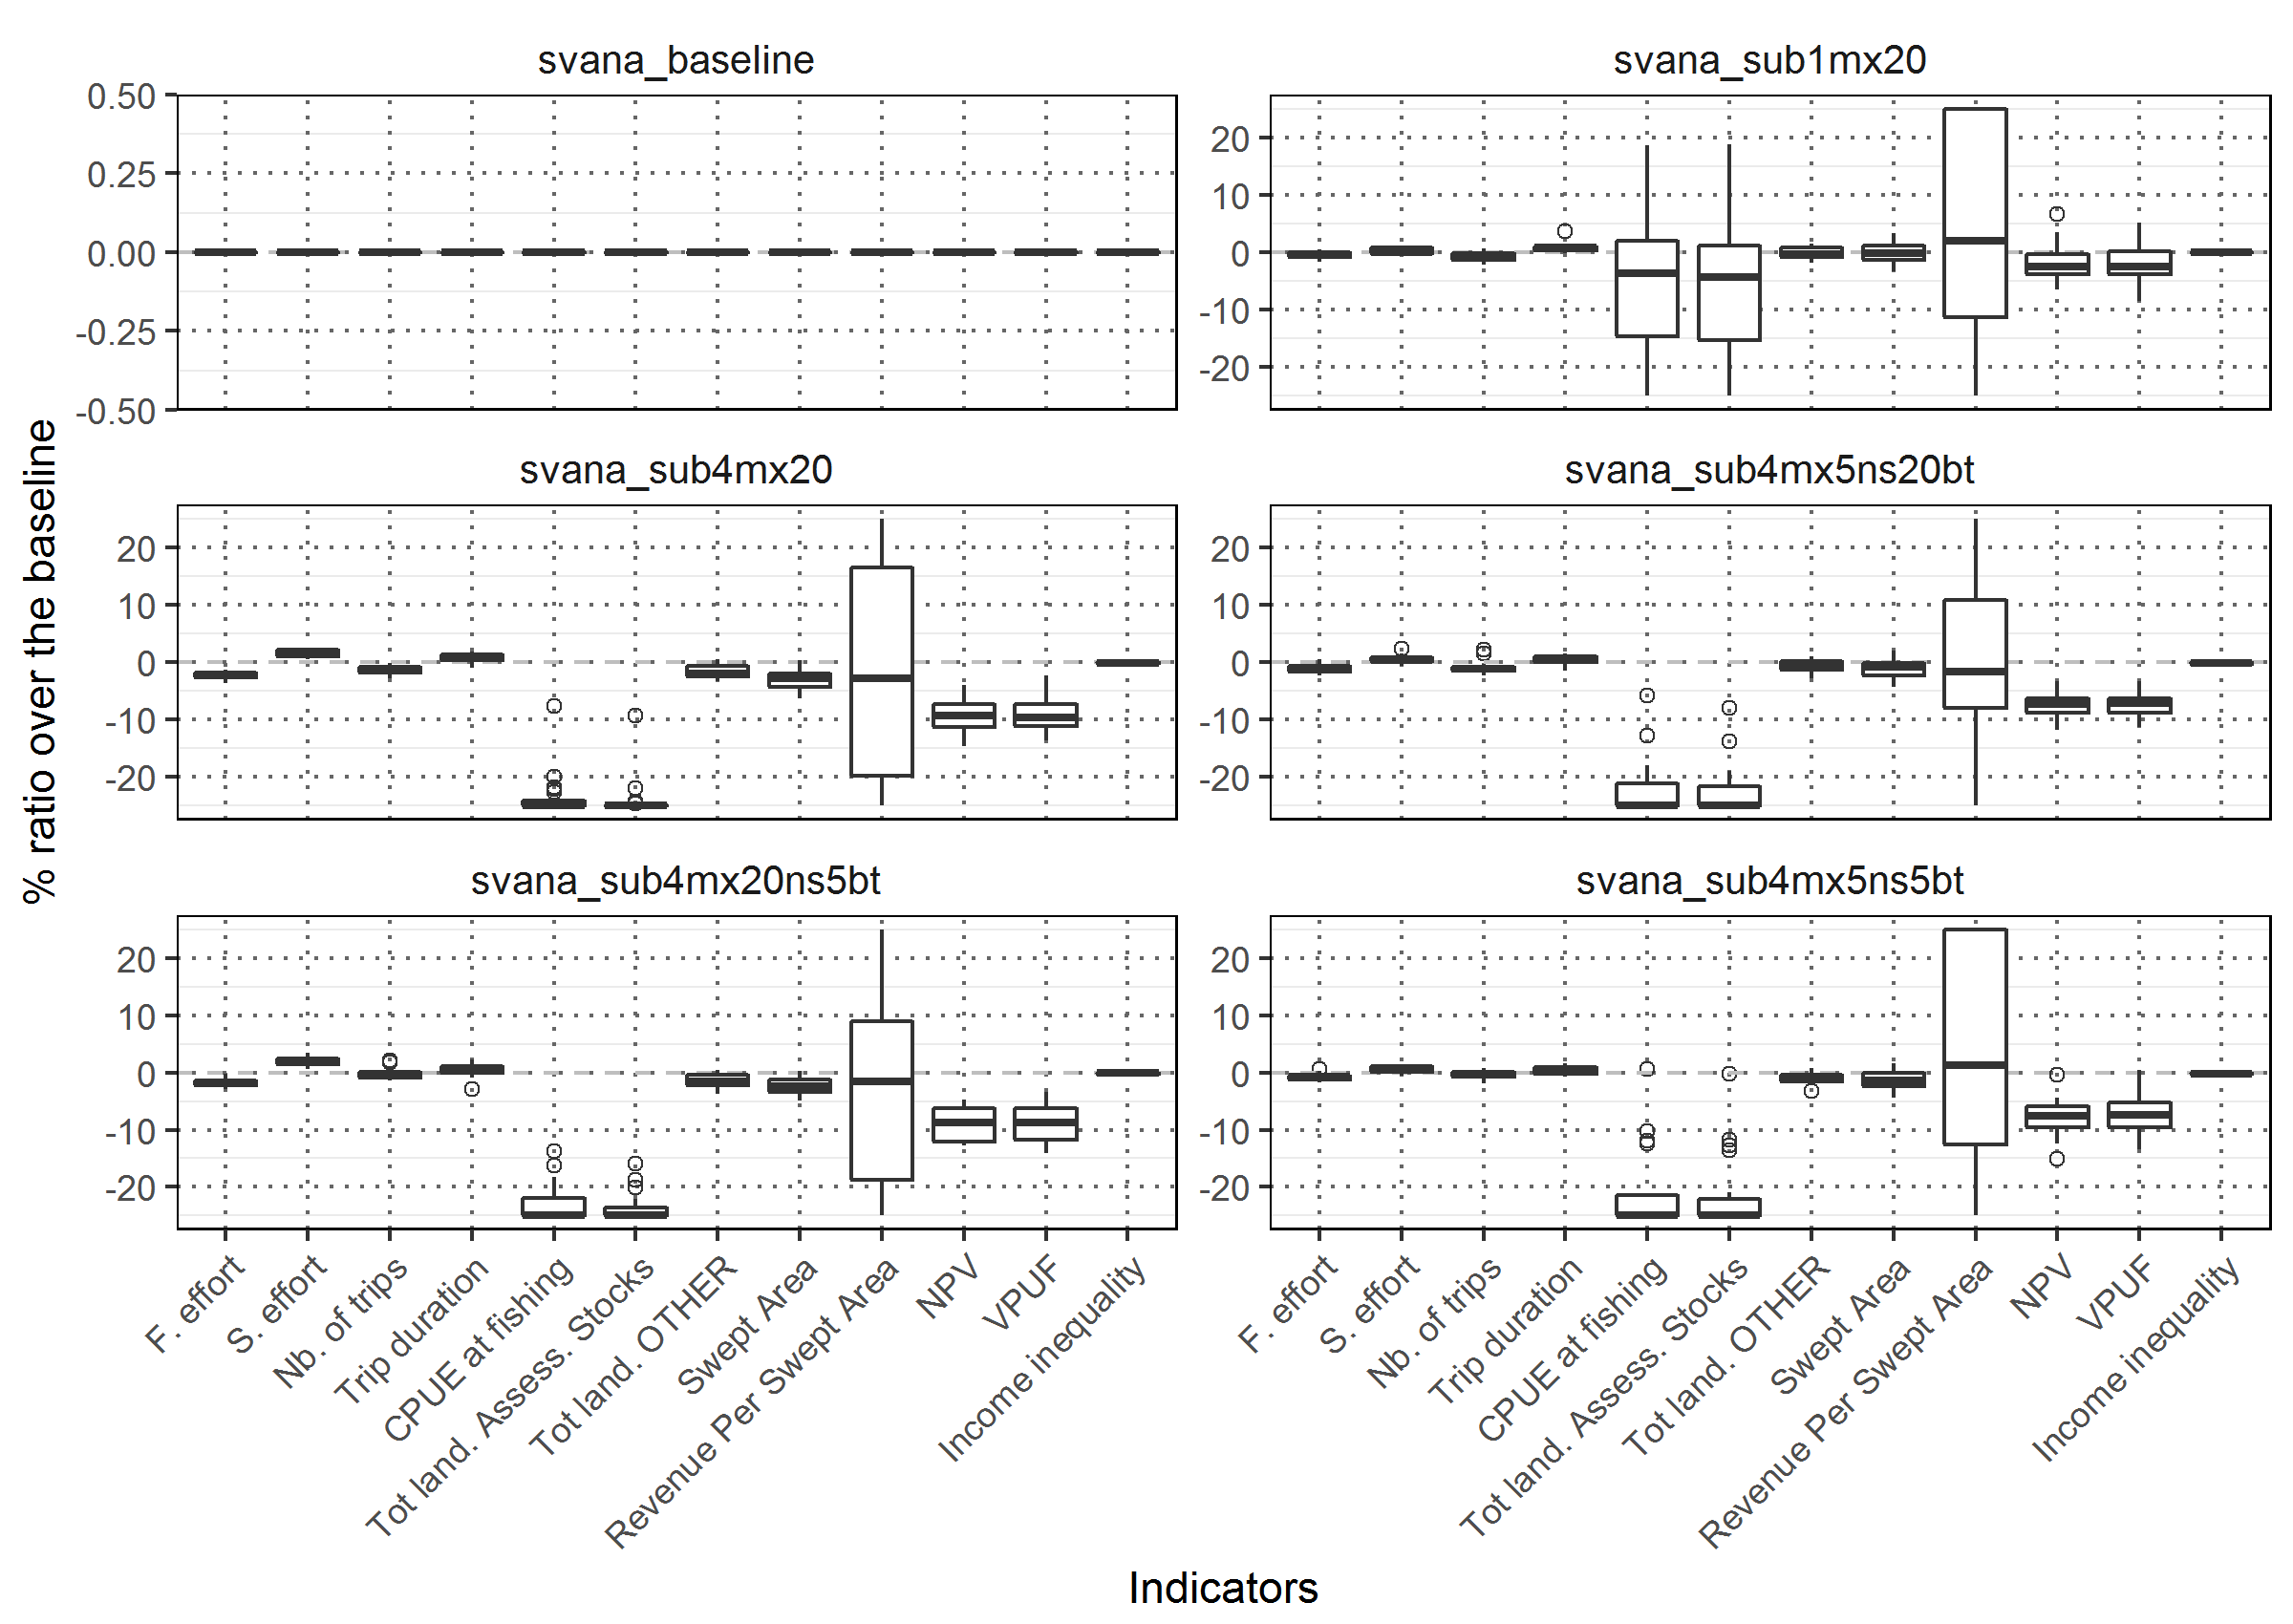 svana_baseline
svana_sub1mx20
0.50
0.25
0.00
-0.25
-0.50
20
10
0
-10
-20
svana_sub4mx20
svana_sub4mx5ns20bt
20
10
0
-10
-20
20
10
0
-10
-20
svana_sub4mx20ns5bt
svana_sub4mx5ns5bt
20
10
0
-10
-20
20
10
0
-10
-20
% ratio over the baseline
F. effort
S. effort
Nb. of trips
Trip duration
CPUE at fishing
Tot land. Assess. Stocks
Tot land. OTHER
Swept Area
Revenue Per Swept Area
NPV
VPUF
Income inequality
F. effort
S. effort
Nb. of trips
Trip duration
CPUE at fishing
Tot land. Assess. Stocks
Tot land. OTHER
Swept Area
Revenue Per Swept Area
NPV
VPUF
Income inequality
Indicators